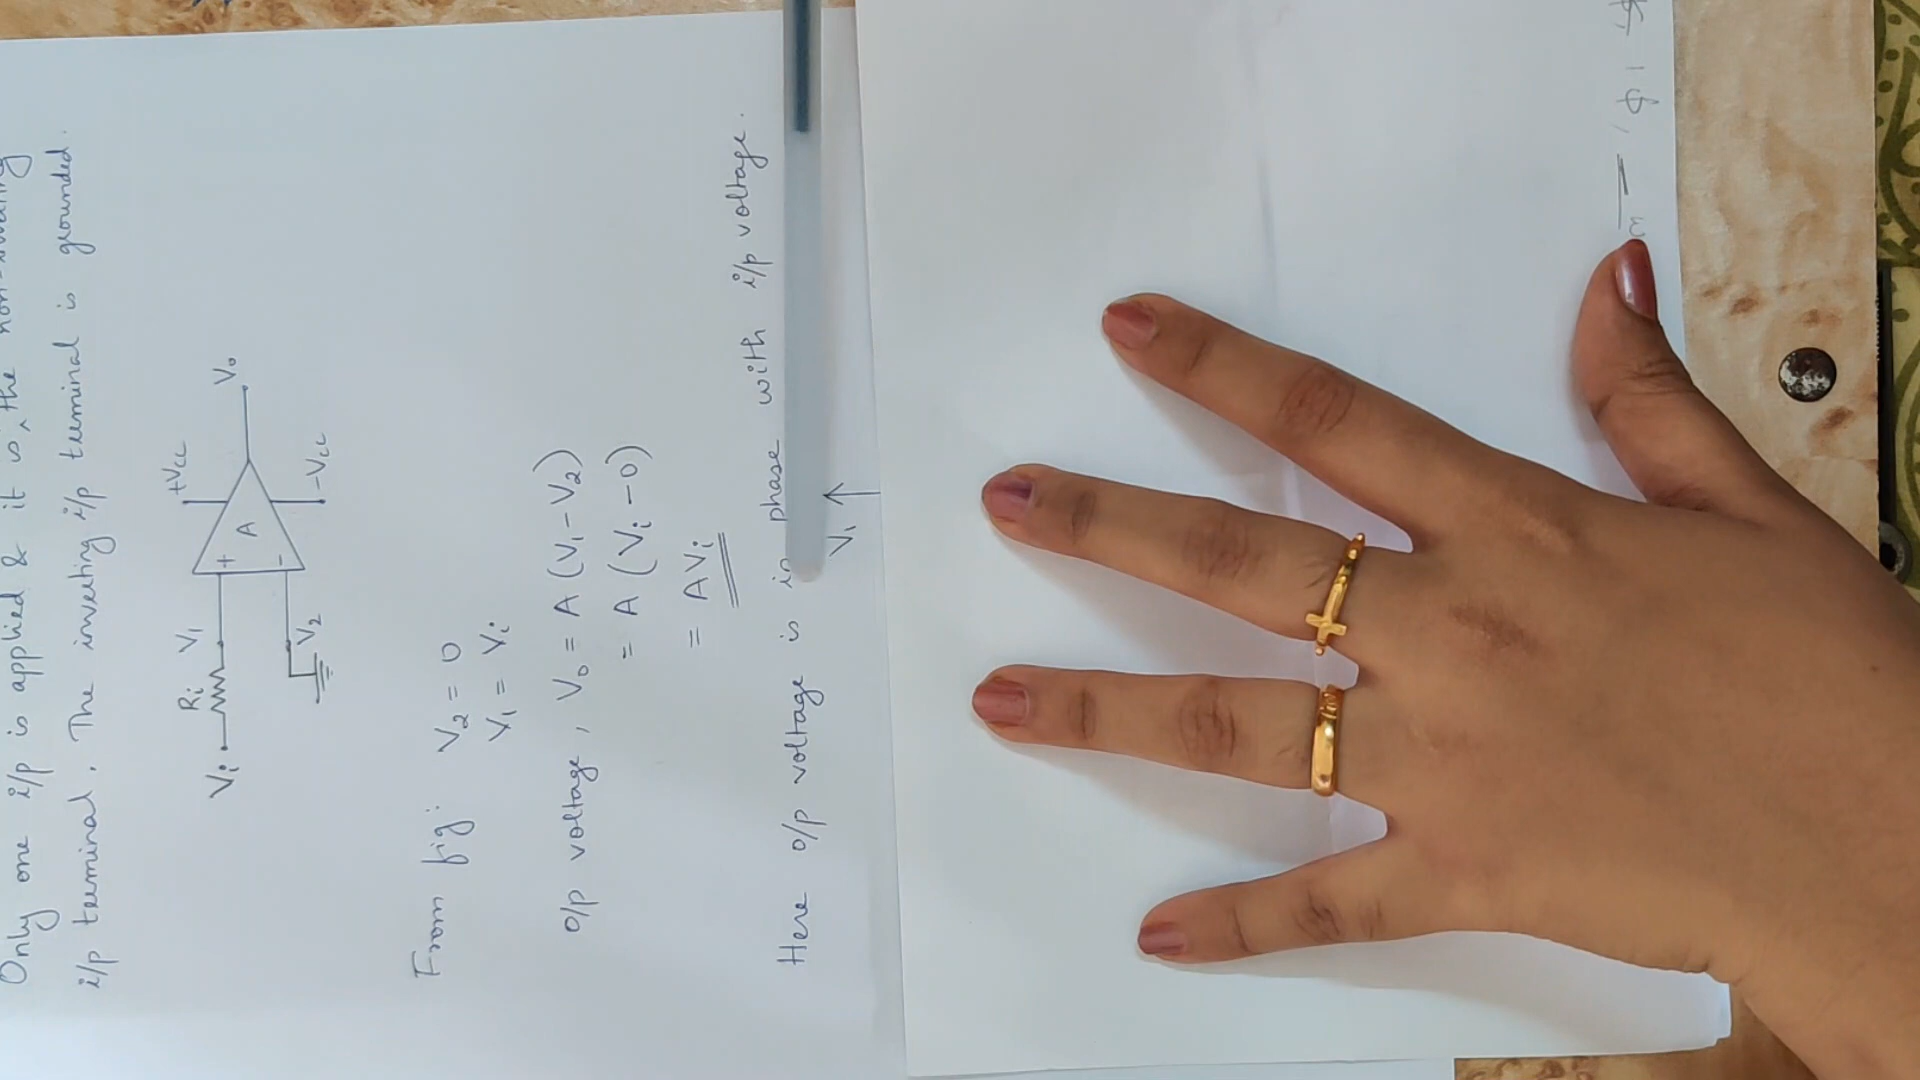 Only one i/p is applied & it is ^ the
i/p terminal. The inverting i/p terminal is grounded.
+Vcc
Vi Ri V1 + A Vo
-
V2 -Vcc
From fig: V2 = 0
V1 = Vi
O/p voltage, Vo = A (V1 - V2)
= A (Vi - 0)
= AVi
Here o/p voltage is in phase with i/p voltage.
V1 ↑